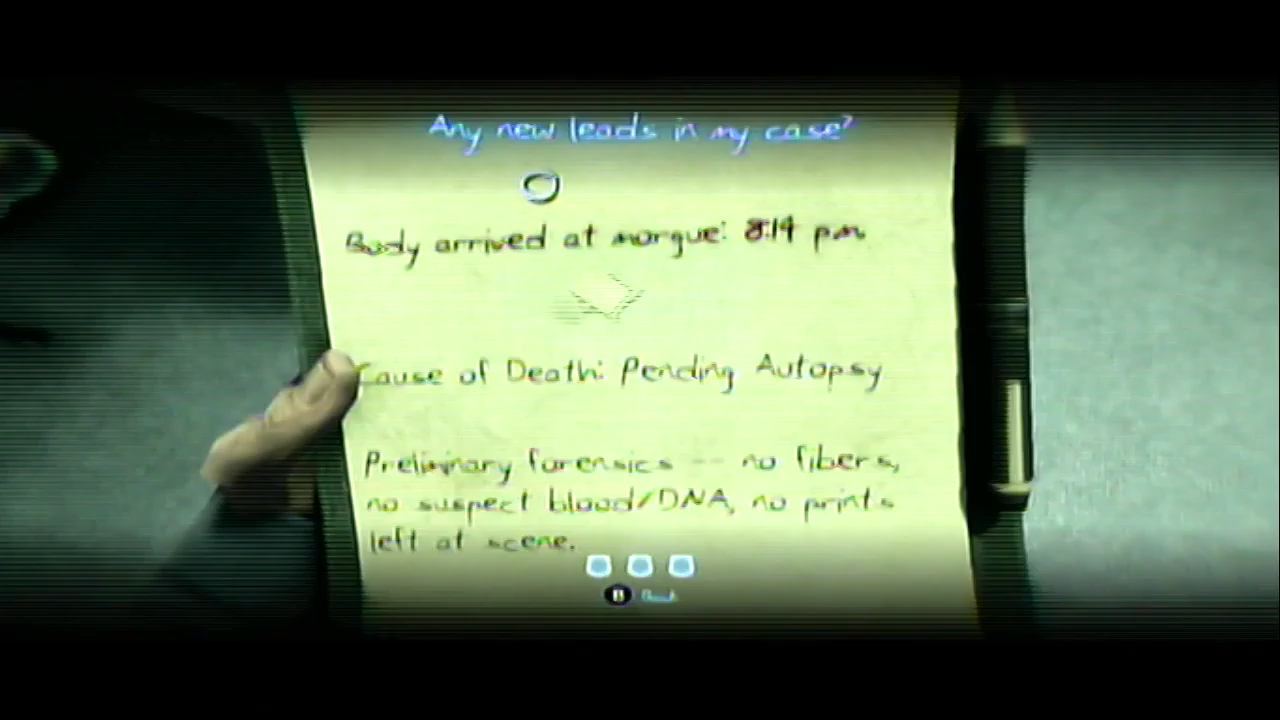 Any new leads in my case?
Body arrived at morgue: 8:14 pm
Cause of Death: Pending Autopsy
Preliminary forensics -- no fibers,
no suspect blood/DNA, no prints
left at scene.
B Back